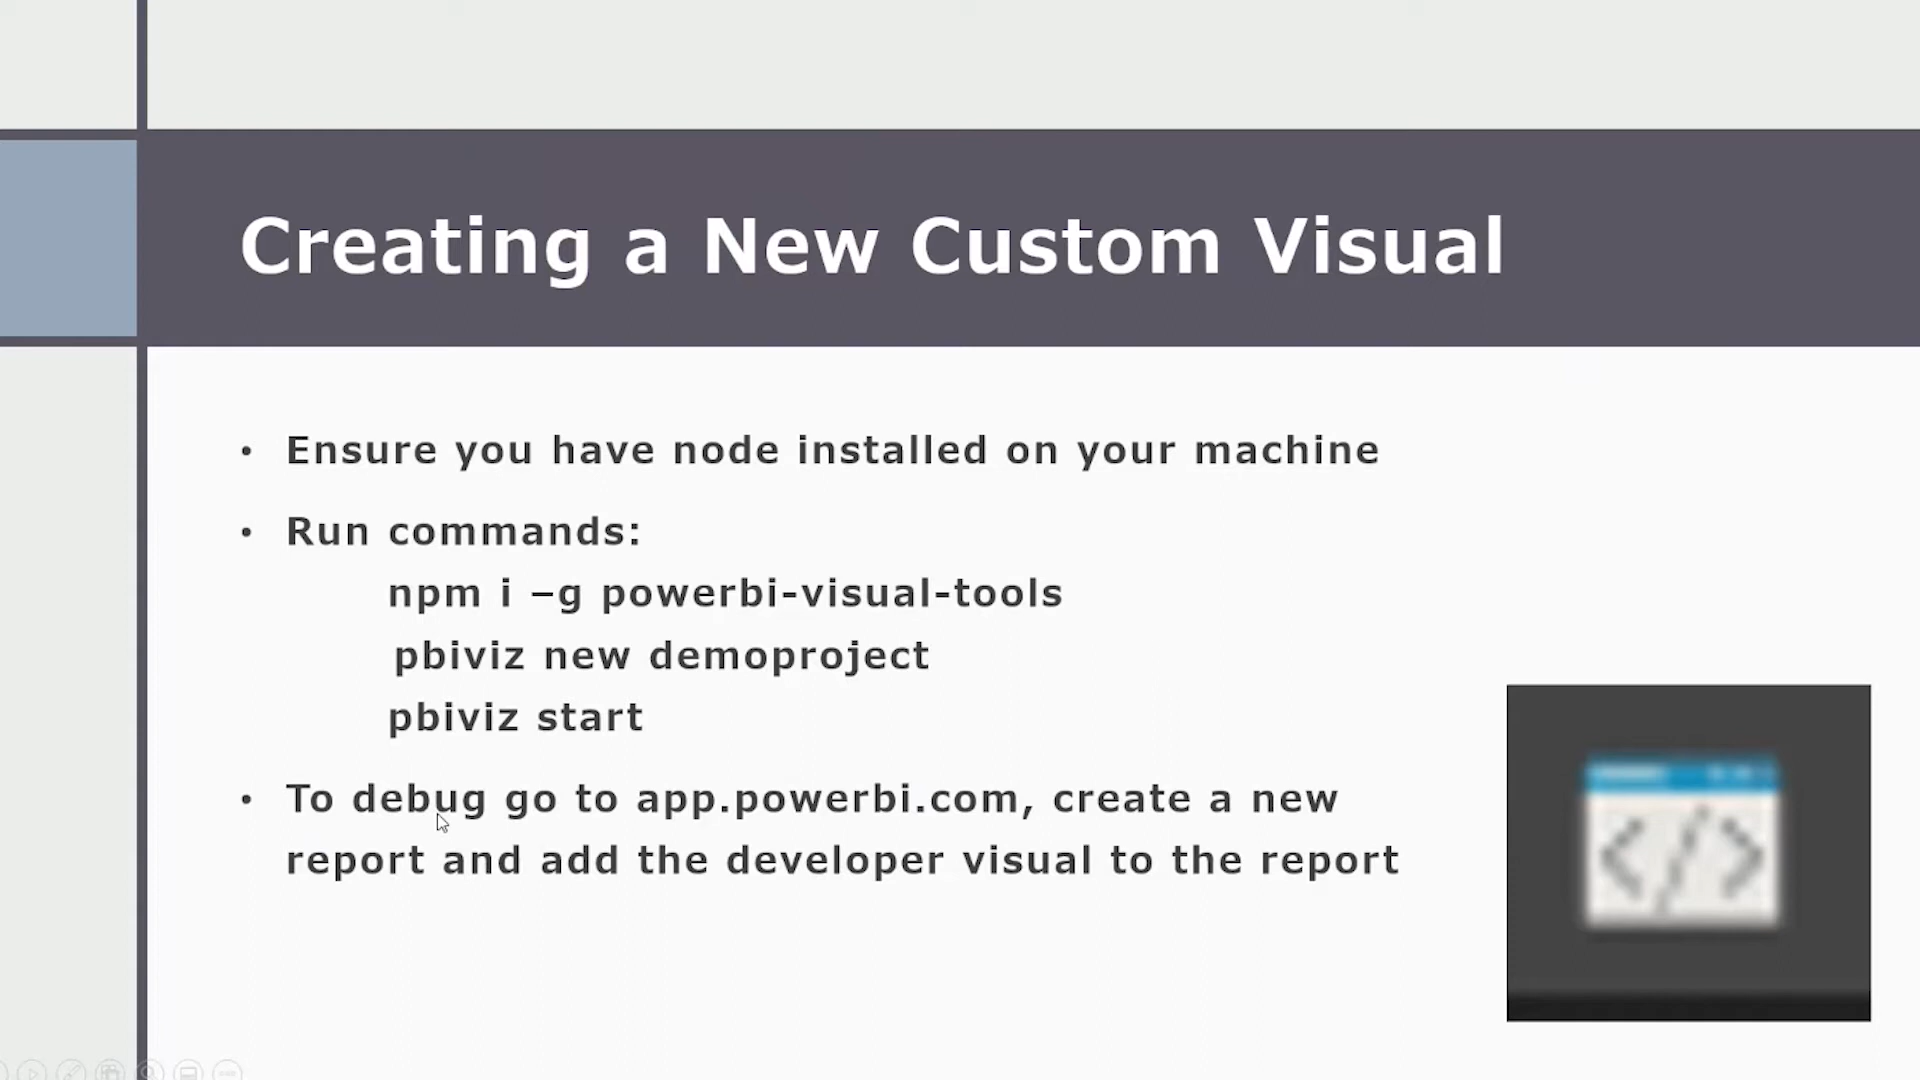 Creating a New Custom Visual
• Ensure you have node installed on your machine
• Run commands:
npm i –g powerbi-visual-tools
pbiviz new demoproject
pbiviz start
• To debug go to app.powerbi.com, create a new
report and add the developer visual to the report